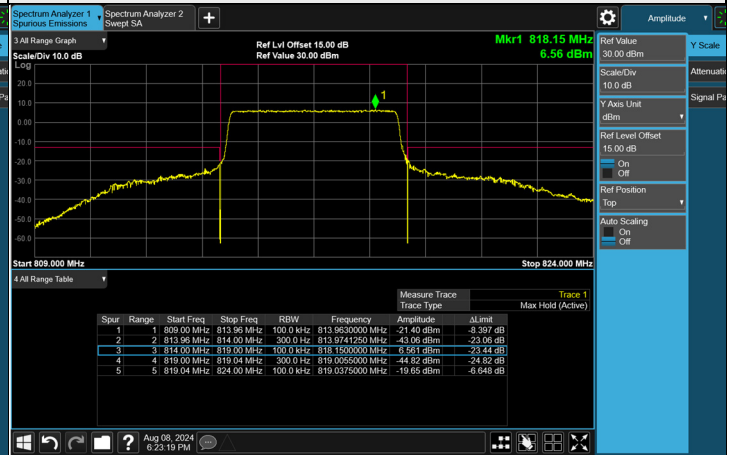 Spectrum Analyzer 1
Spurious Emissions
Spectrum Analyzer 2
Swept SA
Amplitude
3 All Range Graph
Scale/Div 10.0 dB
Log
Ref Lvl Offset 15.00 dB
Ref Value 30.00 dBm
Mkr1 818.15 MHz
6.56 dBm
1
20.0
10.0
0.00
-10.0
-20.0
-30.0
-40.0
-50.0
-60.0
Start 809.000 MHz
Stop 824.000 MHz
Ref Value
30.00 dBm
Scale/Div
10.0 dB
Y Axis Unit
dBm
Ref Level Offset
15.00 dB
On
Off
Ref Position
Top
Auto Scaling
On
Off
Y Scale
Attenuatio
Signal Pa
4 All Range Table
Measure Trace Trace 1
Trace Type Max Hold (Active)
Spur Range Start Freq Stop Freq RBW Frequency Amplitude ΔLimit
1 1 809.00 MHz 813.96 MHz 100.0 kHz 813.9630000 MHz -21.40 dBm -8.397 dB
2 2 813.96 MHz 814.00 MHz 300.0 Hz 813.9741250 MHz -43.06 dBm -23.06 dB
3 3 814.00 MHz 819.00 MHz 100.0 kHz 818.1500000 MHz 6.561 dBm -23.44 dB
4 4 819.00 MHz 819.04 MHz 300.0 Hz 819.0055000 MHz -44.82 dBm -24.82 dB
5 5 819.04 MHz 824.00 MHz 100.0 kHz 819.0375000 MHz -19.65 dBm -6.648 dB
Aug 08, 2024
6:23:19 PM